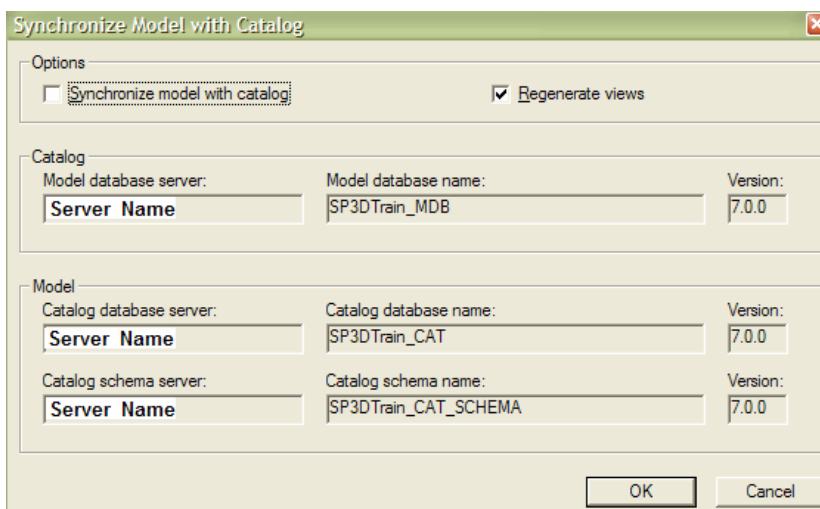 Synchronize Model with Catalog
Options
Synchronize model with catalog
Regenerate views
Catalog
Model database server: Model database name: Version:
Server Name SP3DTrain_MDB 7.0.0
Model
Catalog database server: Catalog database name: Version:
Server Name SP3DTrain_CAT 7.0.0
Catalog schema server: Catalog schema name: Version:
Server Name SP3DTrain_CAT_SCHEMA 7.0.0
OK Cancel